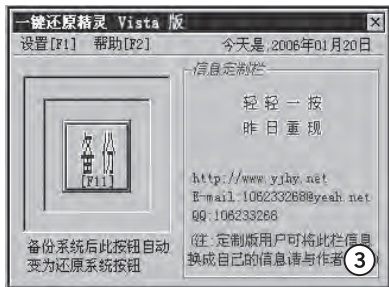 一键还原精灵 Vista 版
设置[F1] 帮助[F2] 今天是,2006年01月20日
信息定制栏
轻轻一按
昨日重现
备份
[F11]
http://www.yjhy.net
E-mail:106233268@yeah.net
QQ:106233266
(注:定制版用户可将此栏信息
换成自己的信息请与作者
备份系统后此按钮自动
变为还原系统按钮
3